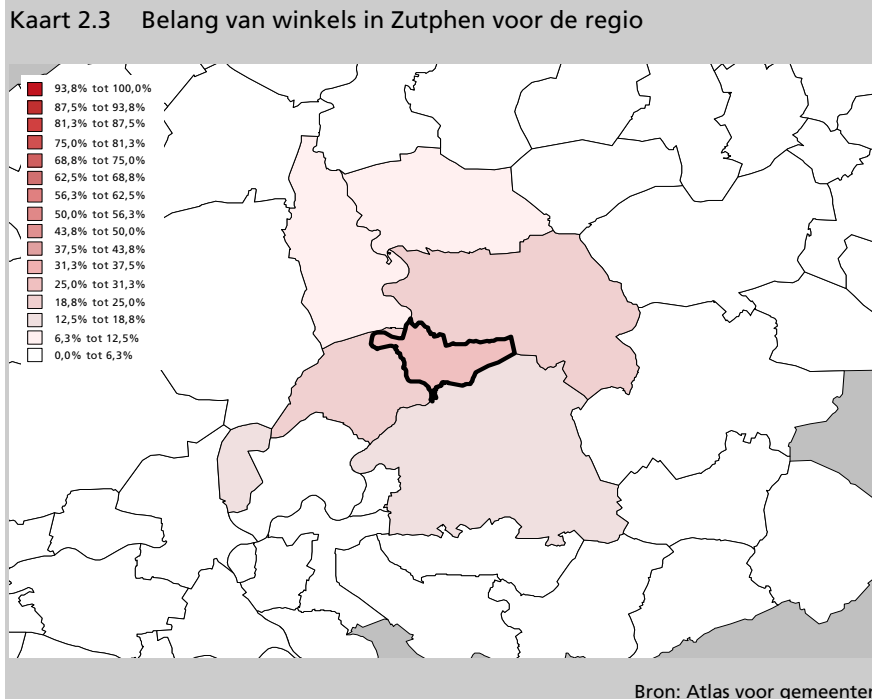 Kaart 2.3 Belang van winkels in Zutphen voor de regio
93,8% tot 100,0%
87,5% tot 93,8%
81,3% tot 87,5%
75,0% tot 81,3%
68,8% tot 75,0%
62,5% tot 68,8%
56,3% tot 62,5%
50,0% tot 56,3%
43,8% tot 50,0%
37,5% tot 43,8%
31,3% tot 37,5%
25,0% tot 31,3%
18,8% tot 25,0%
12,5% tot 18,8%
6,3% tot 12,5%
0,0% tot 6,3%
Bron: Atlas voor gemeenten